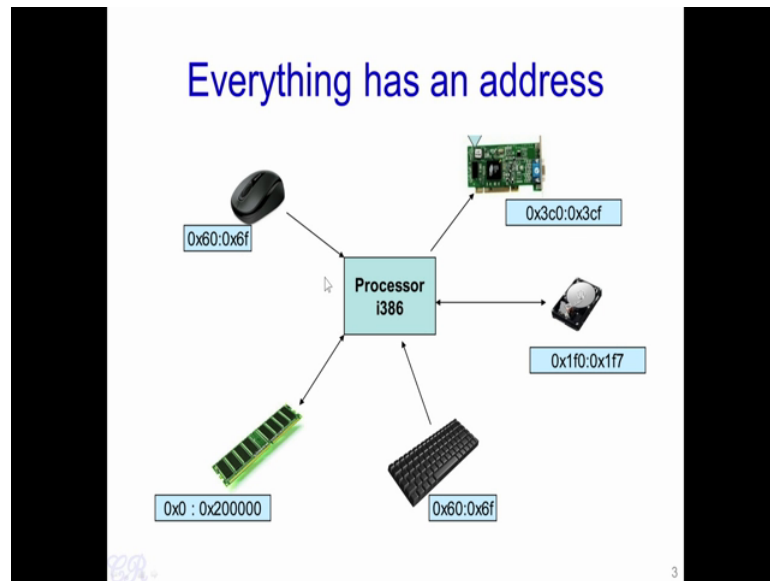 Everything has an address
0x3c0:0x3cf
0x60:0x6f
Processor
i386
0x1f0:0x1f7
0x0 : 0x200000
0x60:0x6f
3